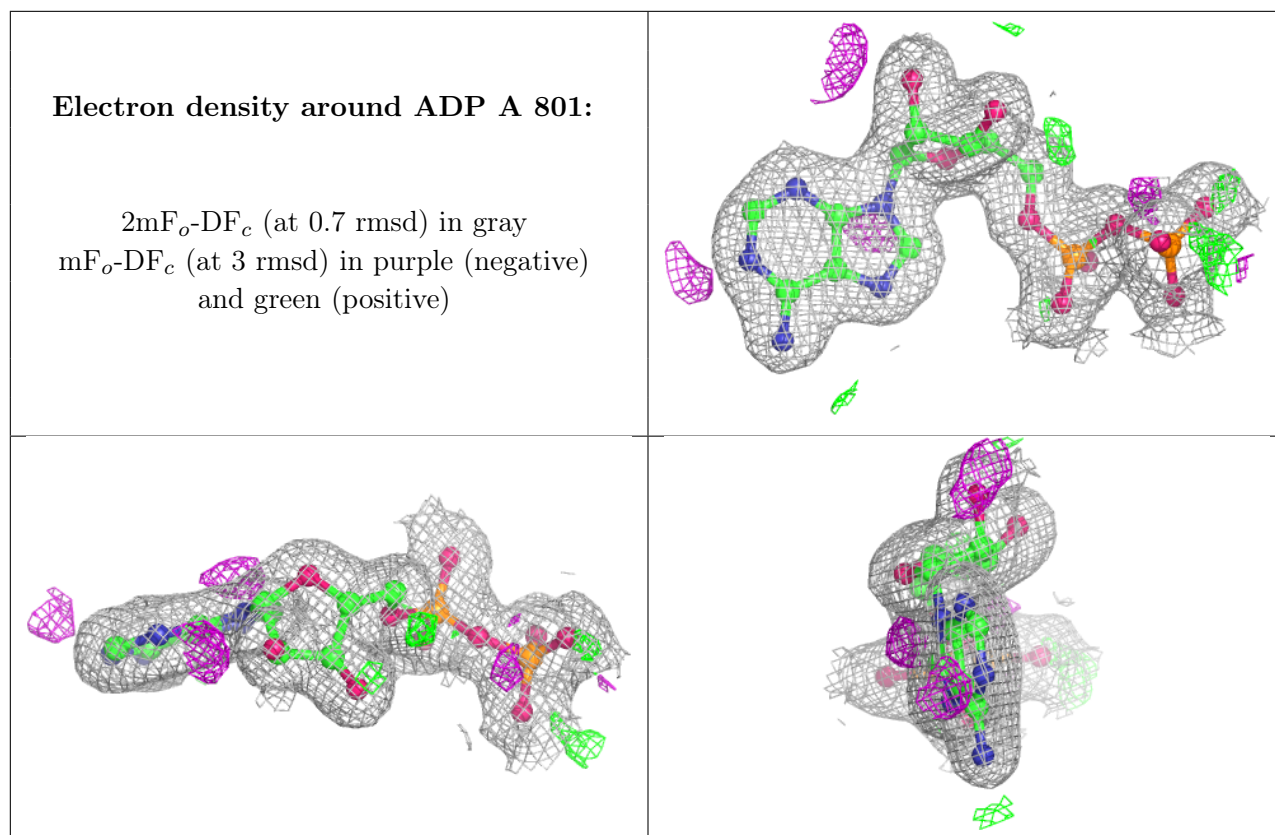 Electron density around ADP A 801:
2mFo-DFc (at 0.7 rmsd) in gray
mFo-DFc (at 3 rmsd) in purple (negative)
and green (positive)